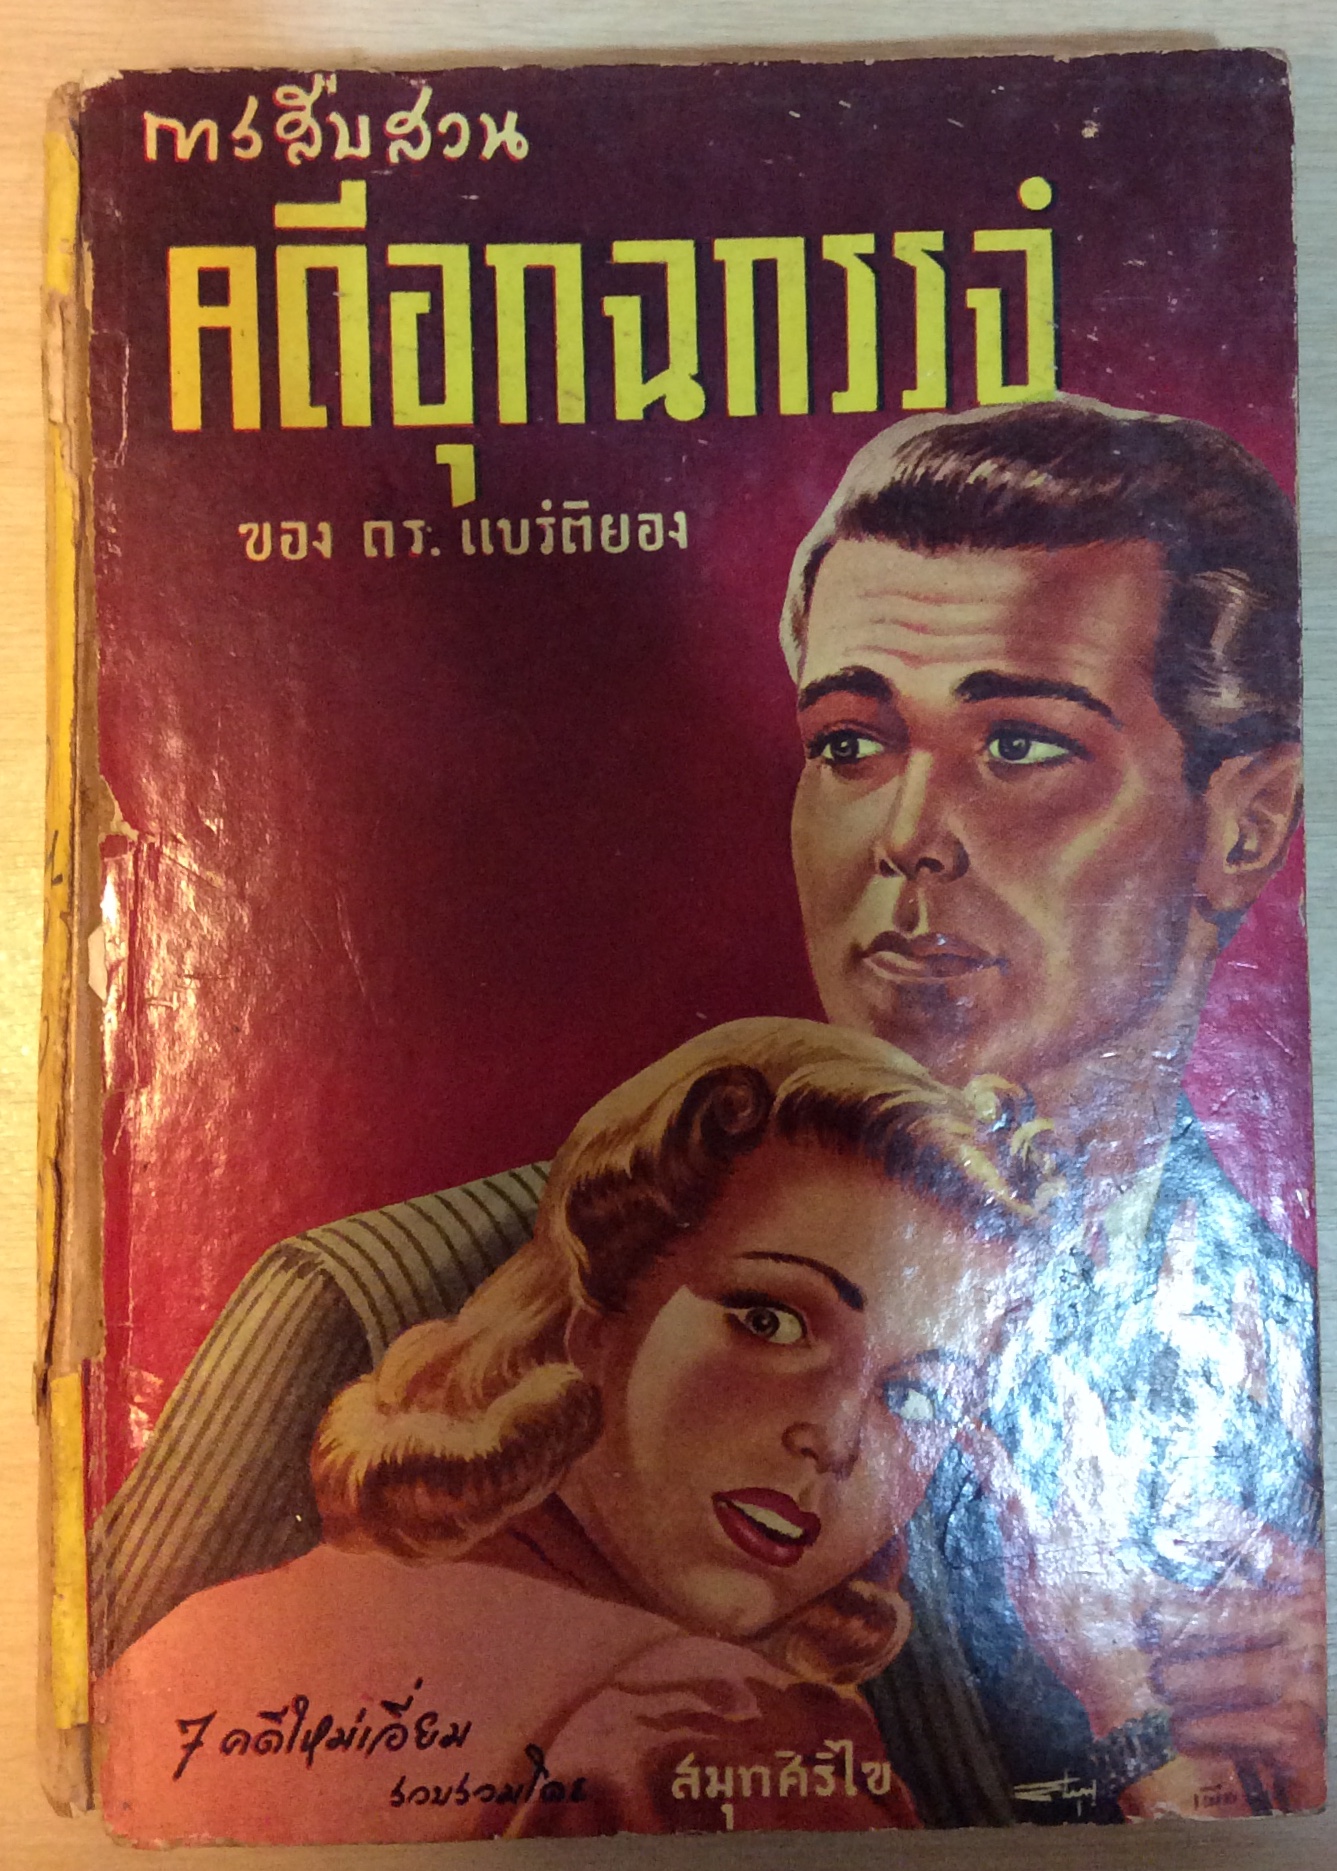 การสืบสวน
คดีอุกฉกรรจ์
ของ ดร. แบร์ติยอง
7 คดีใหม่เอี่ยม
รวบรวมโดย
สมุทศิริไข